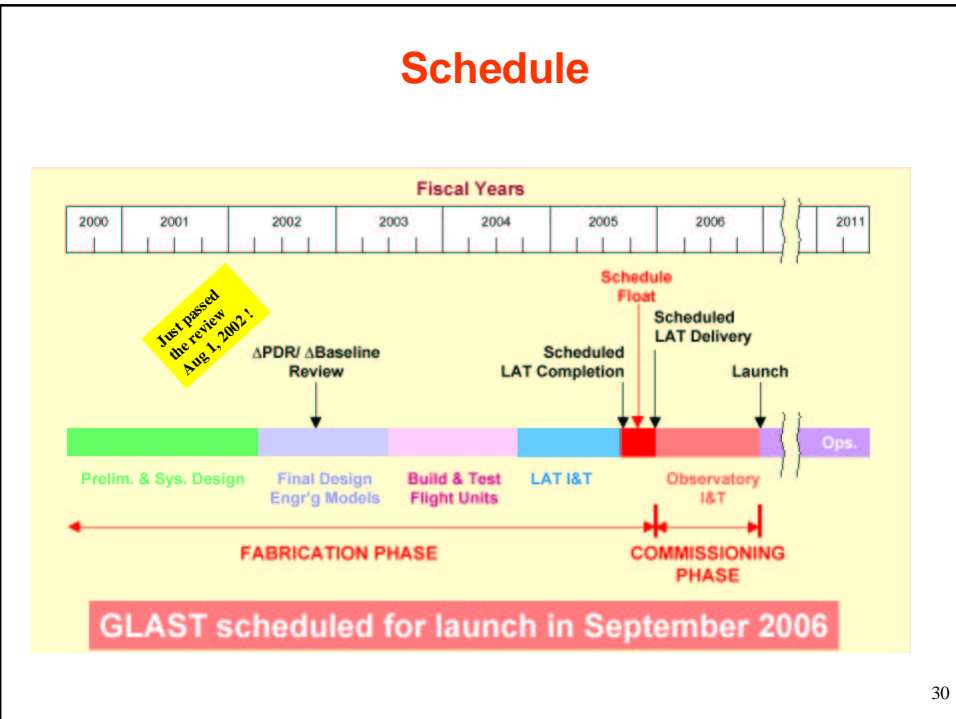 Schedule
Fiscal Years
2000 2001 2002 2003 2004 2005 2006 2011
Just passed
the review
Aug 1, 2002 !
ΔPDR/ ΔBaseline
Review
Schedule
Float
Scheduled
LAT Completion
Scheduled
LAT Delivery
Launch
Ops.
Prelim. & Sys. Design
Final Design
Engr'g Models
Build & Test
Flight Units
LAT I&T
Observatory
I&T
FABRICATION PHASE
COMMISSIONING
PHASE
GLAST scheduled for launch in September 2006
30